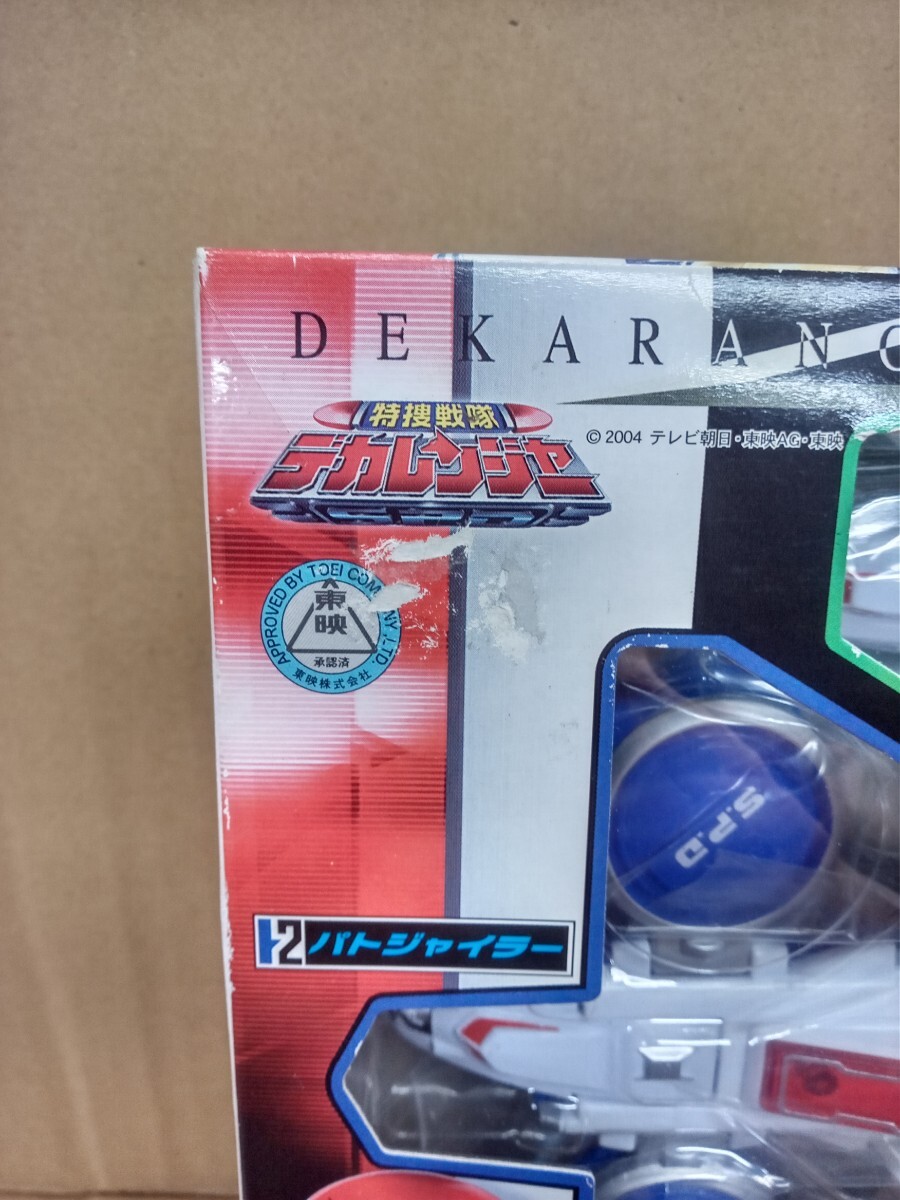 DEKARANG
特捜戦隊
デカレンジャー
© 2004 テレビ朝日・東映AG・東映
APPROVED BY TOEI COMPANY ,LTD.
東映
承認済
東映株式会社
S.P.D
2 パトジャイラー